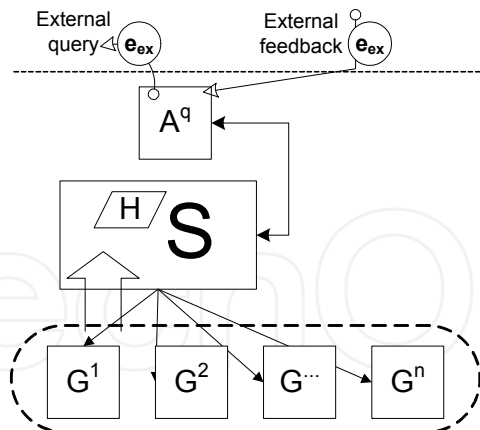 External
query
e_ex
External
feedback
e_ex
A^q
H
S
G^1
G^2
G^...
G^n